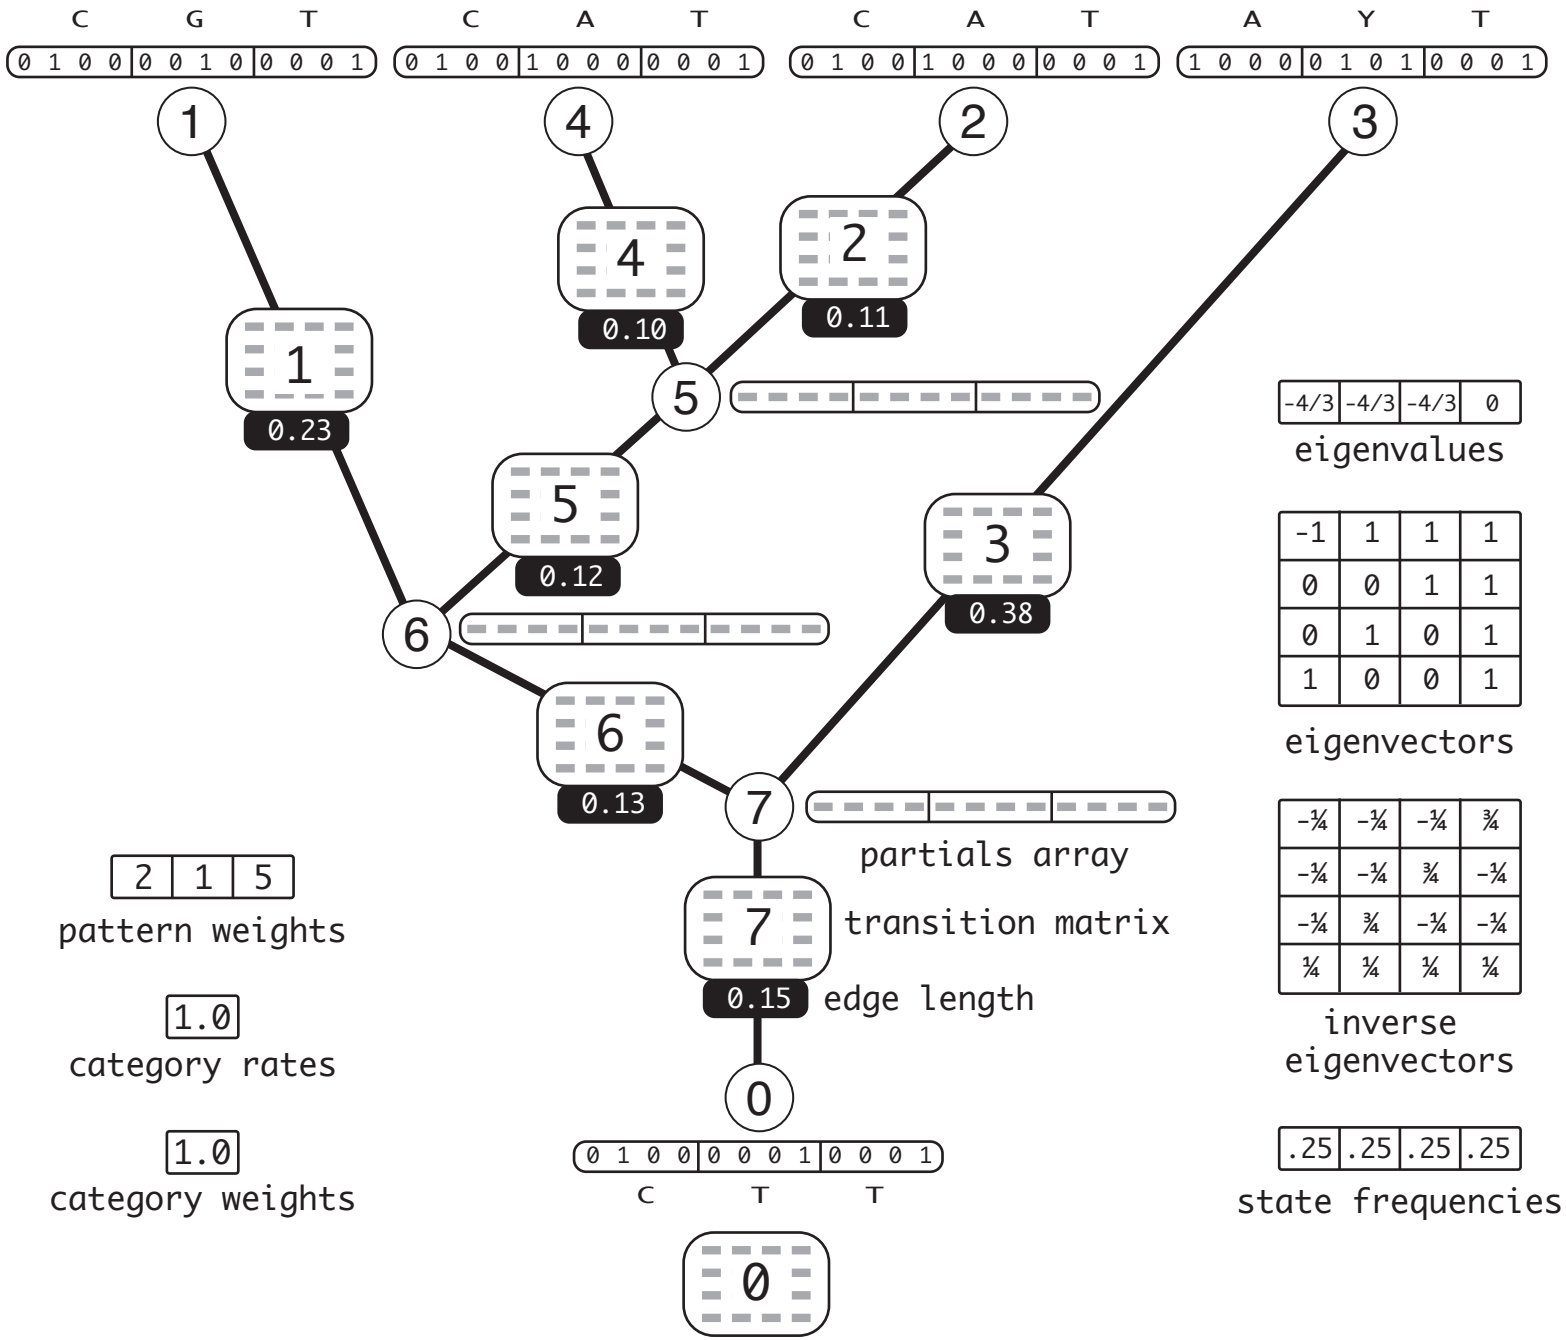 C G T C A T C A T A Y T
0 1 0 0 0 0 1 0 0 0 0 1 0 1 0 0 1 0 0 0 0 0 0 1 0 1 0 0 1 0 0 0 0 0 0 1 1 0 0 0 0 1 0 1 0 0 0 1
1 4 2 3
4 2
0.10 0.11
1
0.23
5
-4/3 -4/3 -4/3 0
eigenvalues
5
0.12
3
0.38
-1 1 1 1
0 0 1 1
0 1 0 1
1 0 0 1
eigenvectors
6
6
0.13
7
partials array
-¼ -¼ -¼ ¾
-¼ -¼ ¾ -¼
-¼ ¾ -¼ -¼
¼ ¼ ¼ ¼
inverse
eigenvectors
2 1 5
pattern weights
7 transition matrix
0.15 edge length
1.0
category rates
0
1.0
category weights
0 1 0 0 0 0 0 1 0 0 0 1
C T T
.25 .25 .25 .25
state frequencies
0